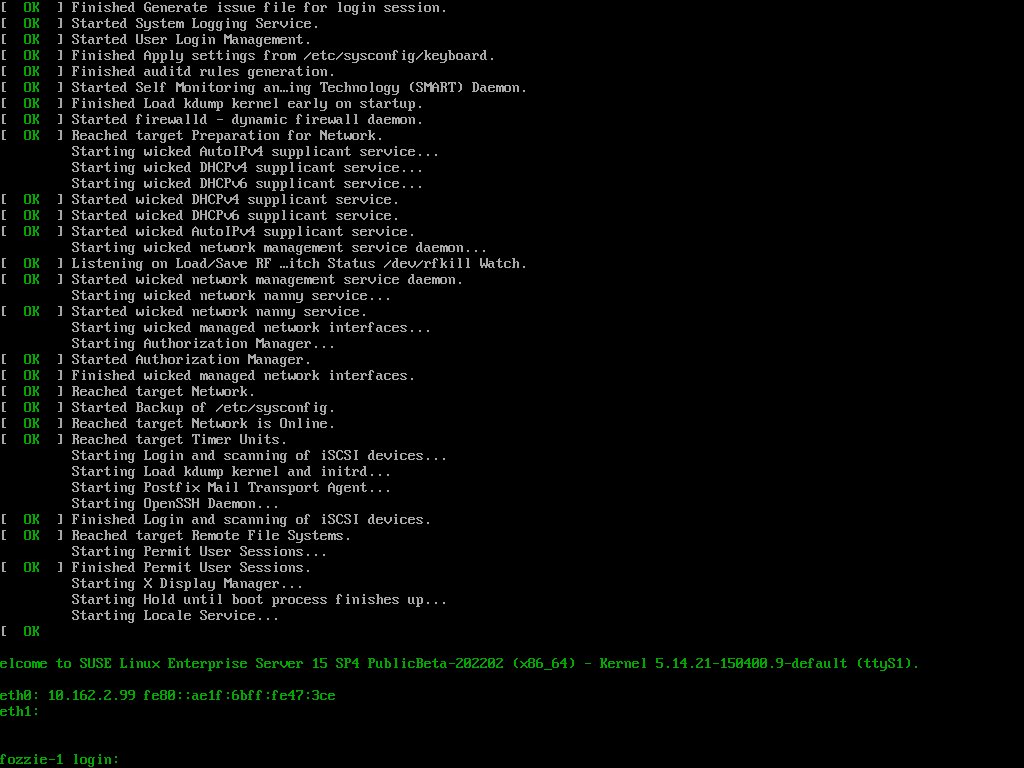 [  OK  ] Finished Generate issue file for login session.
[  OK  ] Started System Logging Service.
[  OK  ] Started User Login Management.
[  OK  ] Finished Apply settings from /etc/sysconfig/keyboard.
[  OK  ] Finished auditd rules generation.
[  OK  ] Started Self Monitoring an…ing Technology (SMART) Daemon.
[  OK  ] Finished Load kdump kernel early on startup.
[  OK  ] Started firewalld - dynamic firewall daemon.
[  OK  ] Reached target Preparation for Network.
         Starting wicked AutoIPv4 supplicant service...
         Starting wicked DHCPv4 supplicant service...
         Starting wicked DHCPv6 supplicant service...
[  OK  ] Started wicked DHCPv4 supplicant service.
[  OK  ] Started wicked DHCPv6 supplicant service.
[  OK  ] Started wicked AutoIPv4 supplicant service.
         Starting wicked network management service daemon...
[  OK  ] Listening on Load/Save RF …itch Status /dev/rfkill Watch.
[  OK  ] Started wicked network management service daemon.
         Starting wicked network nanny service...
[  OK  ] Started wicked network nanny service.
         Starting wicked managed network interfaces...
         Starting Authorization Manager...
[  OK  ] Started Authorization Manager.
[  OK  ] Finished wicked managed network interfaces.
[  OK  ] Reached target Network.
[  OK  ] Started Backup of /etc/sysconfig.
[  OK  ] Reached target Network is Online.
[  OK  ] Reached target Timer Units.
         Starting Login and scanning of iSCSI devices...
         Starting Load kdump kernel and initrd...
         Starting Postfix Mail Transport Agent...
         Starting OpenSSH Daemon...
[  OK  ] Finished Login and scanning of iSCSI devices.
[  OK  ] Reached target Remote File Systems.
         Starting Permit User Sessions...
[  OK  ] Finished Permit User Sessions.
         Starting X Display Manager...
         Starting Hold until boot process finishes up...
         Starting Locale Service...
[  OK
elcome to SUSE Linux Enterprise Server 15 SP4 PublicBeta-202202 (x86_64) - Kernel 5.14.21-150400.9-default (ttyS1).
eth0: 10.162.2.99 fe80::ae1f:6bff:fe47:3ce
eth1:
fozzie-1 login: